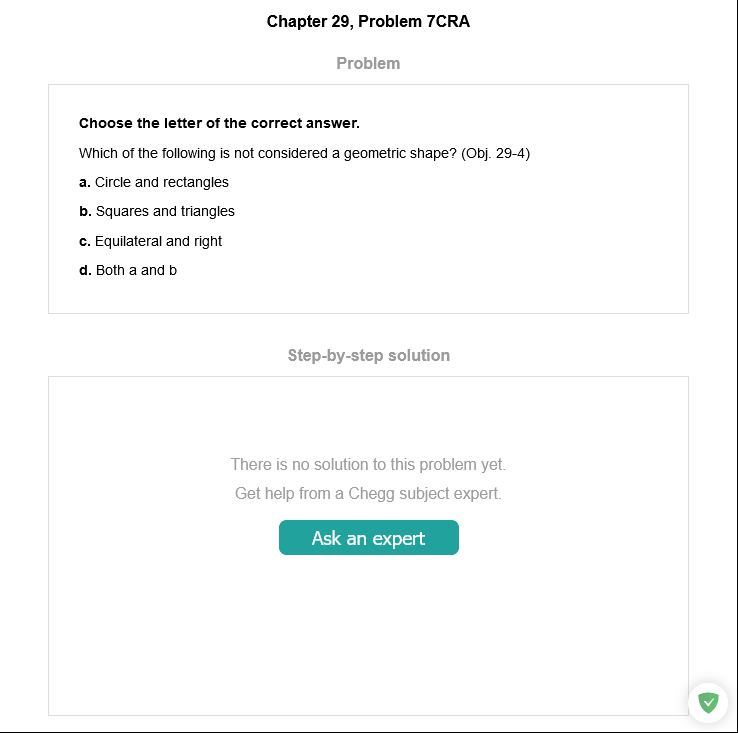 Chapter 29, Problem 7CRA
Problem
Choose the letter of the correct answer.
Which of the following is not considered a geometric shape? (Obj. 29-4)
a. Circle and rectangles
b. Squares and triangles
c. Equilateral and right
d. Both a and b
Step-by-step solution
There is no solution to this problem yet.
Get help from a Chegg subject expert.
Ask an expert